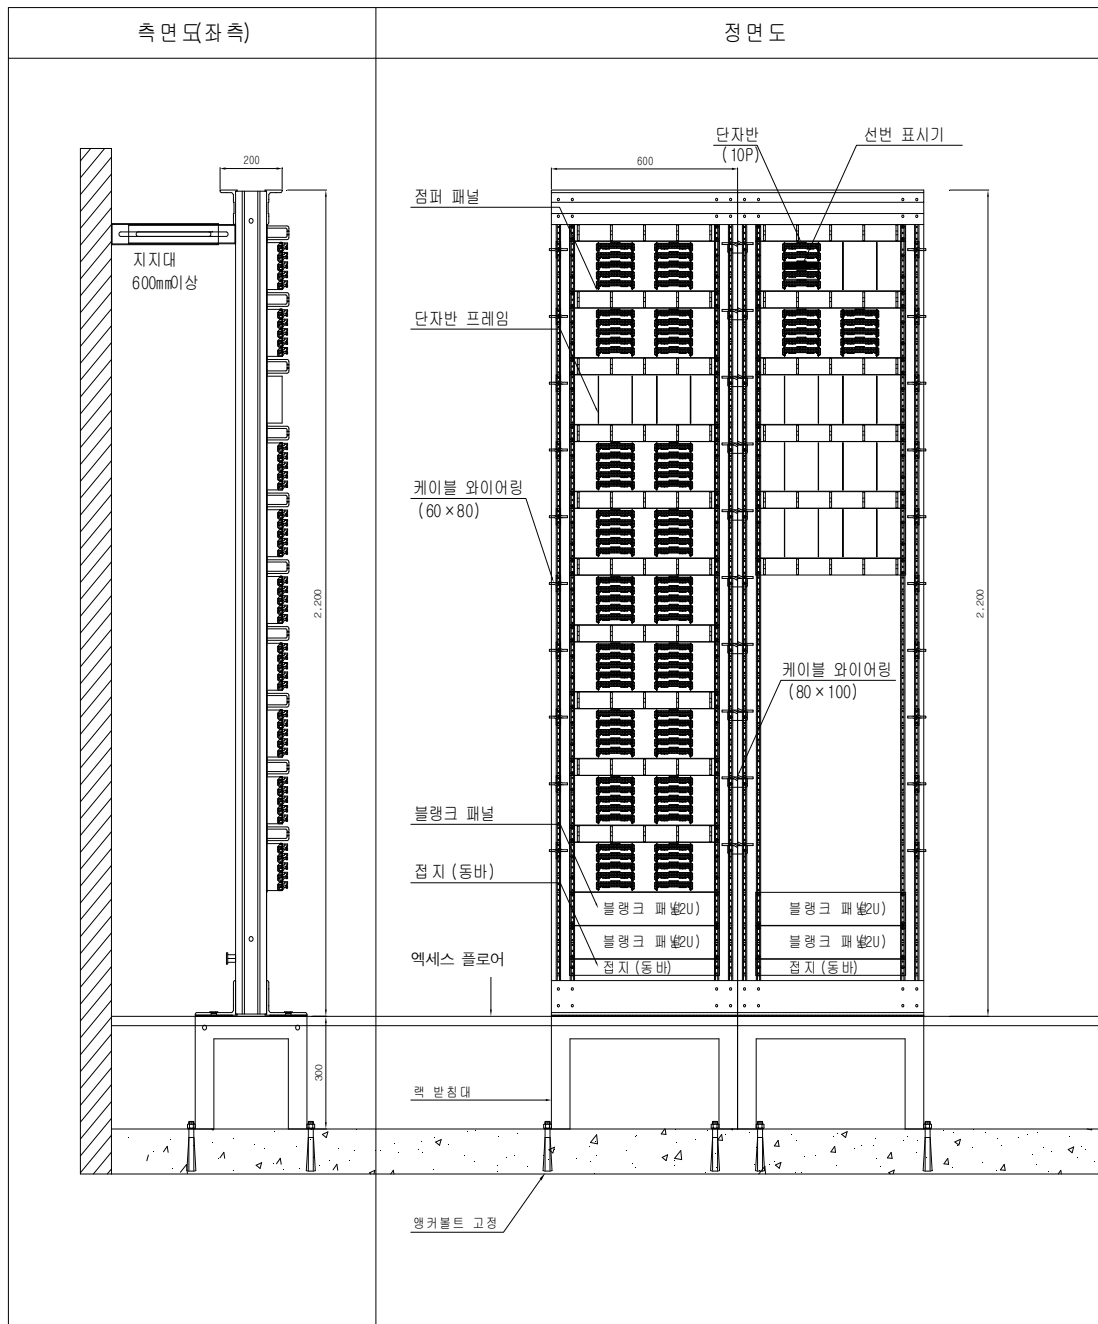 측면도(좌측)
정면도
200
지지대
600mm이상
2,200
300
600
단자반
(10P)
선번 표시기
점퍼 패널
단자반 프레임
케이블 와이어링
(60×80)
케이블 와이어링
(80×100)
2,200
블랭크 패널
접지(동바)
엑세스 플로어
블랭크 패널(2U)
블랭크 패널(2U)
블랭크 패널(2U)
블랭크 패널(2U)
접지(동바)
접지(동바)
랙 받침대
앵커볼트 고정